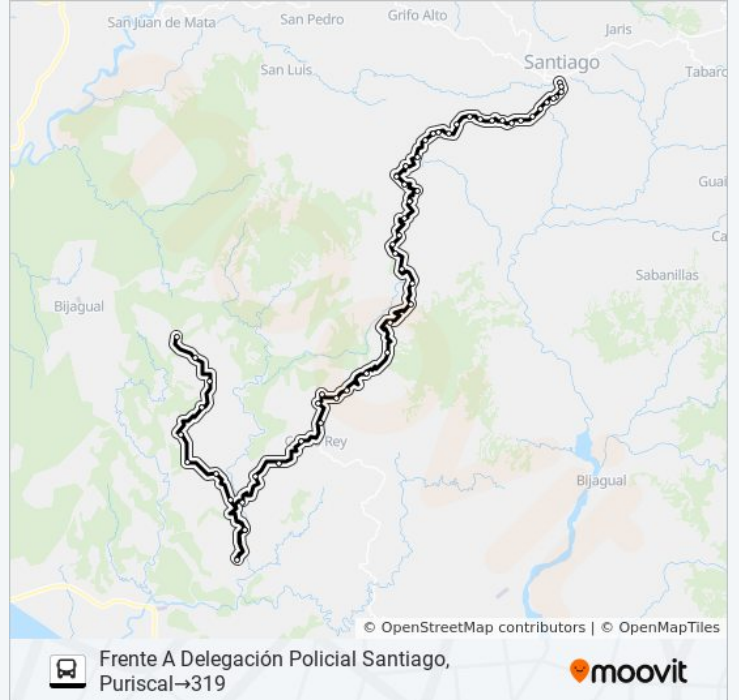 San Juan de Mata
San Pedro
Grifo Alto
Jaris
Santiago
San Luis
Tabarc
Guai
Ca
Sabanillas
Bijagual
Rey
Bijagual
© OpenStreetMap contributors | © OpenMapTiles
Frente A Delegación Policial Santiago,
Puriscal→319
moovit